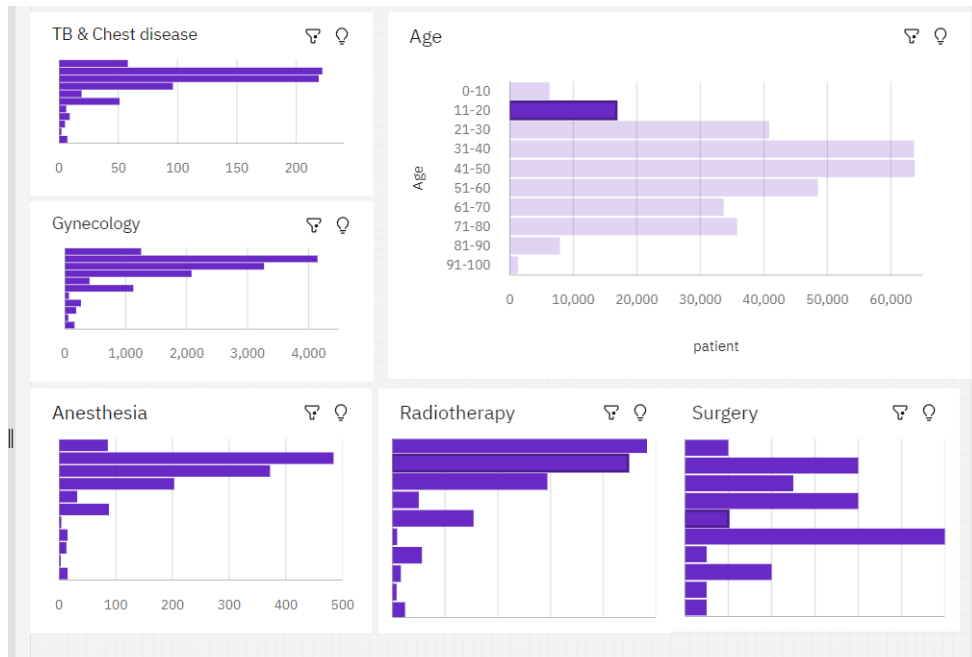 TB & Chest disease
0 50 100 150 200
Gynecology
0 1,000 2,000 3,000 4,000
Age
Age
0-10
11-20
21-30
31-40
41-50
51-60
61-70
71-80
81-90
91-100
0 10,000 20,000 30,000 40,000 50,000 60,000
patient
Anesthesia
0 100 200 300 400 500
Radiotherapy
Surgery